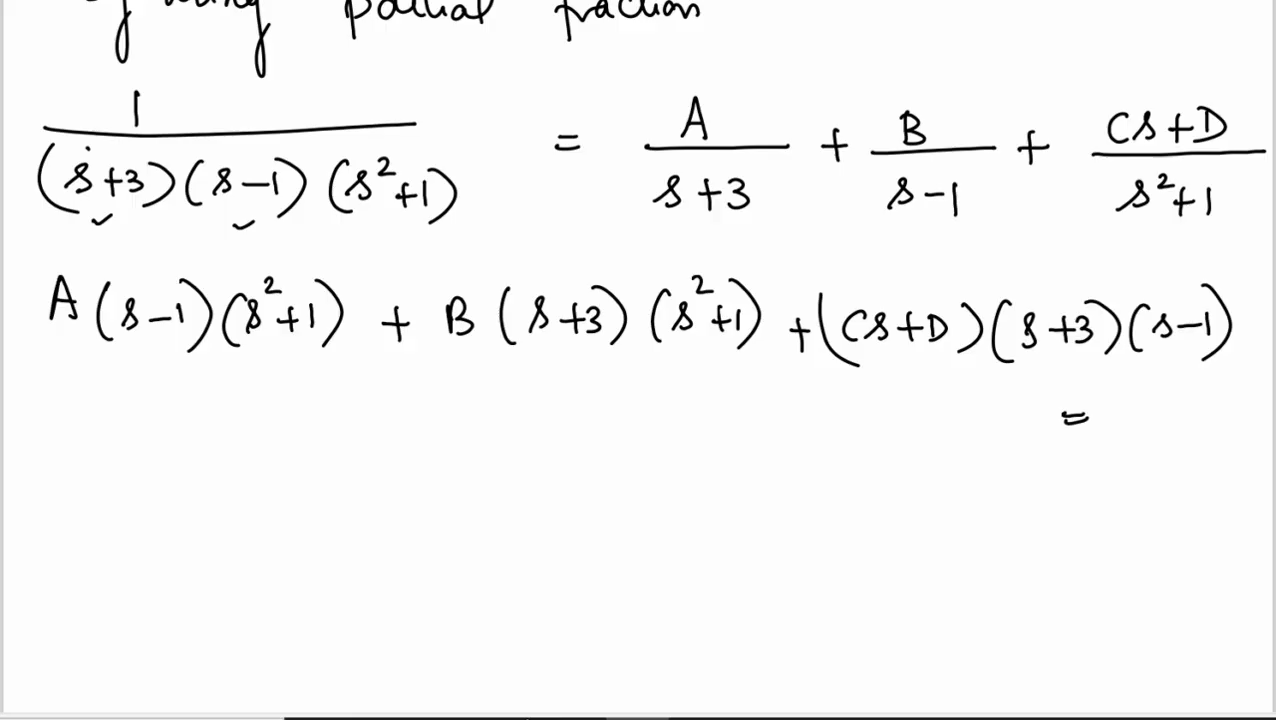 using partial fraction
1/((s+3)(s-1)(s²+1)) = A/(s+3) + B/(s-1) + (Cs+D)/(s²+1)
A(s-1)(s²+1) + B(s+3)(s²+1) + (Cs+D)(s+3)(s-1)
=